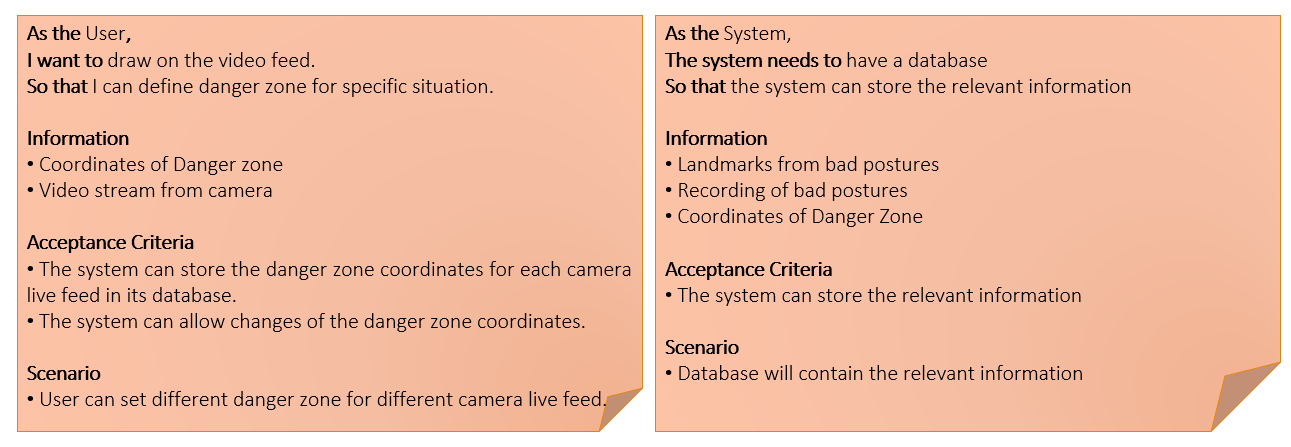 As the User,
I want to draw on the video feed.
So that I can define danger zone for specific situation.
Information
• Coordinates of Danger zone
• Video stream from camera
Acceptance Criteria
• The system can store the danger zone coordinates for each camera
live feed in its database.
• The system can allow changes of the danger zone coordinates.
Scenario
• User can set different danger zone for different camera live feed.
As the System,
The system needs to have a database
So that the system can store the relevant information
Information
• Landmarks from bad postures
• Recording of bad postures
• Coordinates of Danger Zone
Acceptance Criteria
• The system can store the relevant information
Scenario
• Database will contain the relevant information